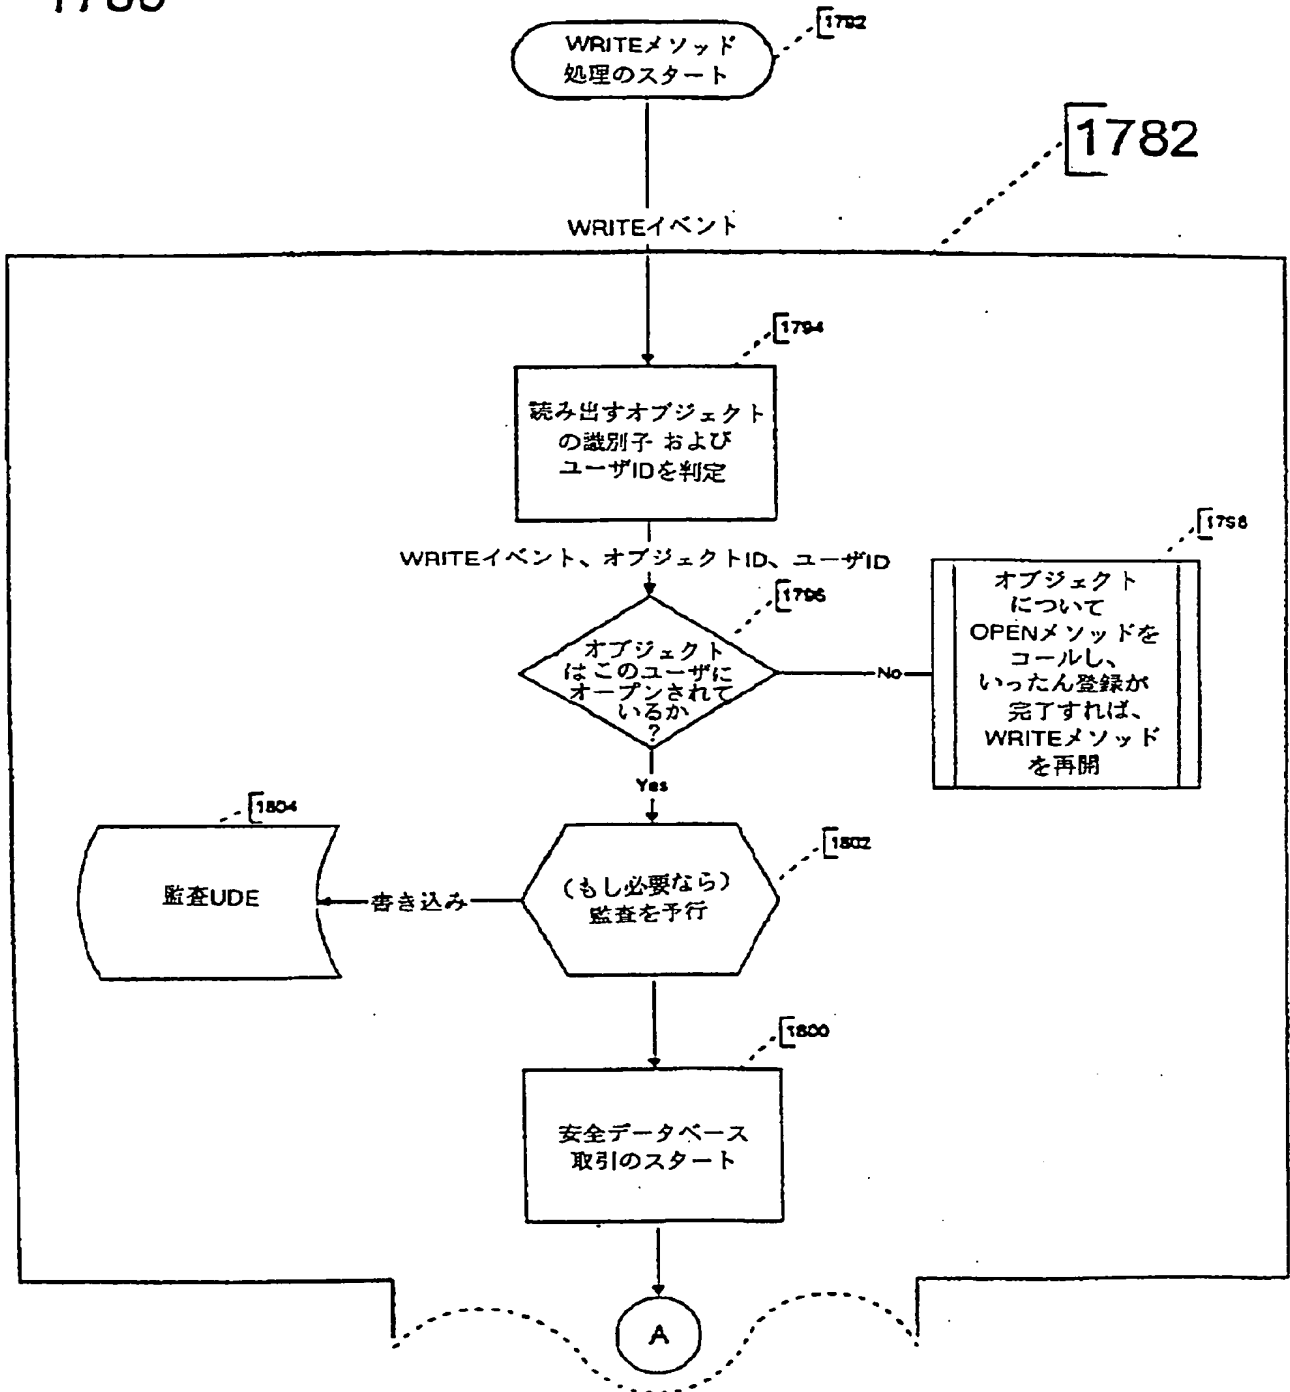 1792
WRITEメソッド
処理のスタート
1782
WRITEイベント
1794
読み出すオブジェクト
の識別子 および
ユーザIDを判定
1798
WRITEイベント、オブジェクトID、ユーザID
1796
オブジェクト
はこのユーザに
オープンされて
いるか
?
No
オブジェクト
について
OPENメソッドを
コールし、
いったん登録が
完了すれば、
WRITEメソッド
を再開
Yes
1804
1802
監査UDE
書き込み
(もし必要なら)
監査を予行
1800
安全データベース
取引のスタート
A